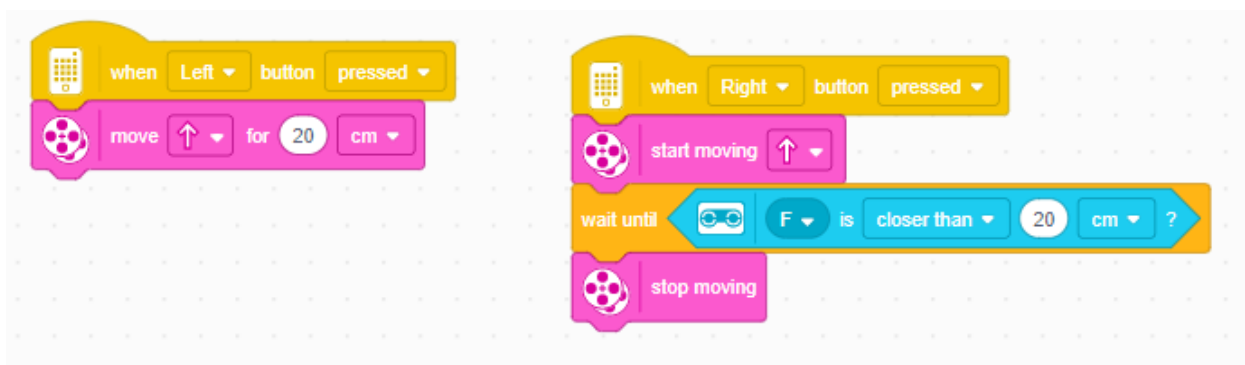 when Left button pressed
move for 20 cm
when Right button pressed
start moving
wait until F is closer than 20 cm ?
stop moving